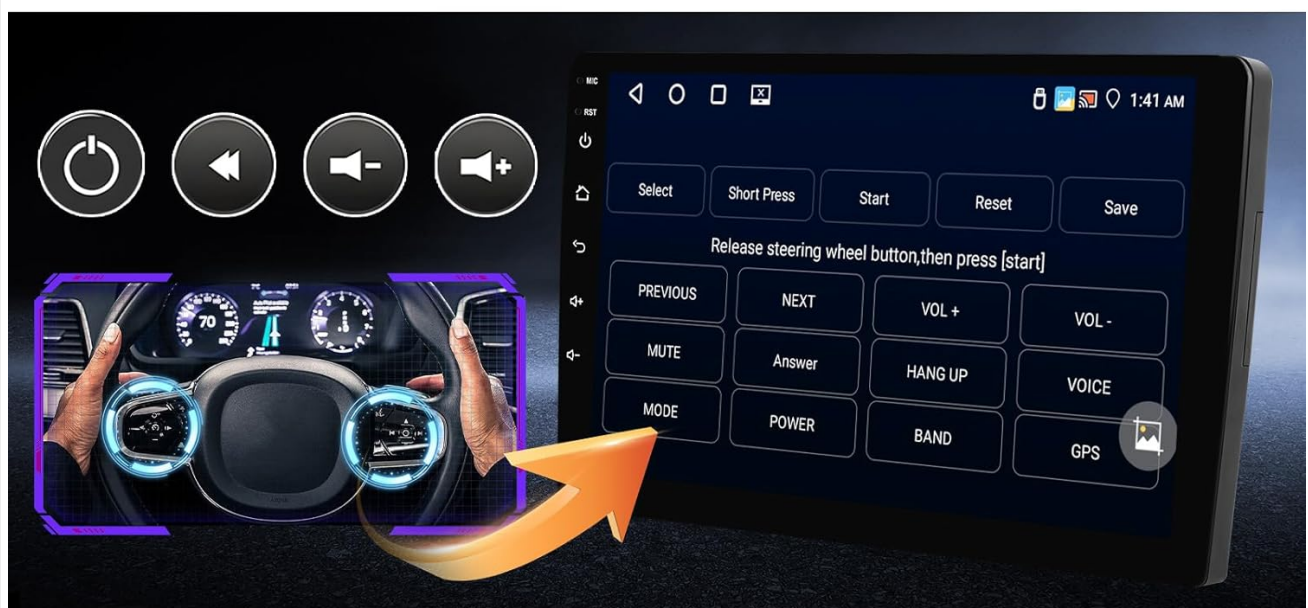 MIC
1:41 AM
RST
Select Short Press Start Reset Save
Release steering wheel button,then press [start]
PREVIOUS NEXT VOL + VOL -
MUTE Answer HANG UP VOICE
MODE POWER BAND GPS
70